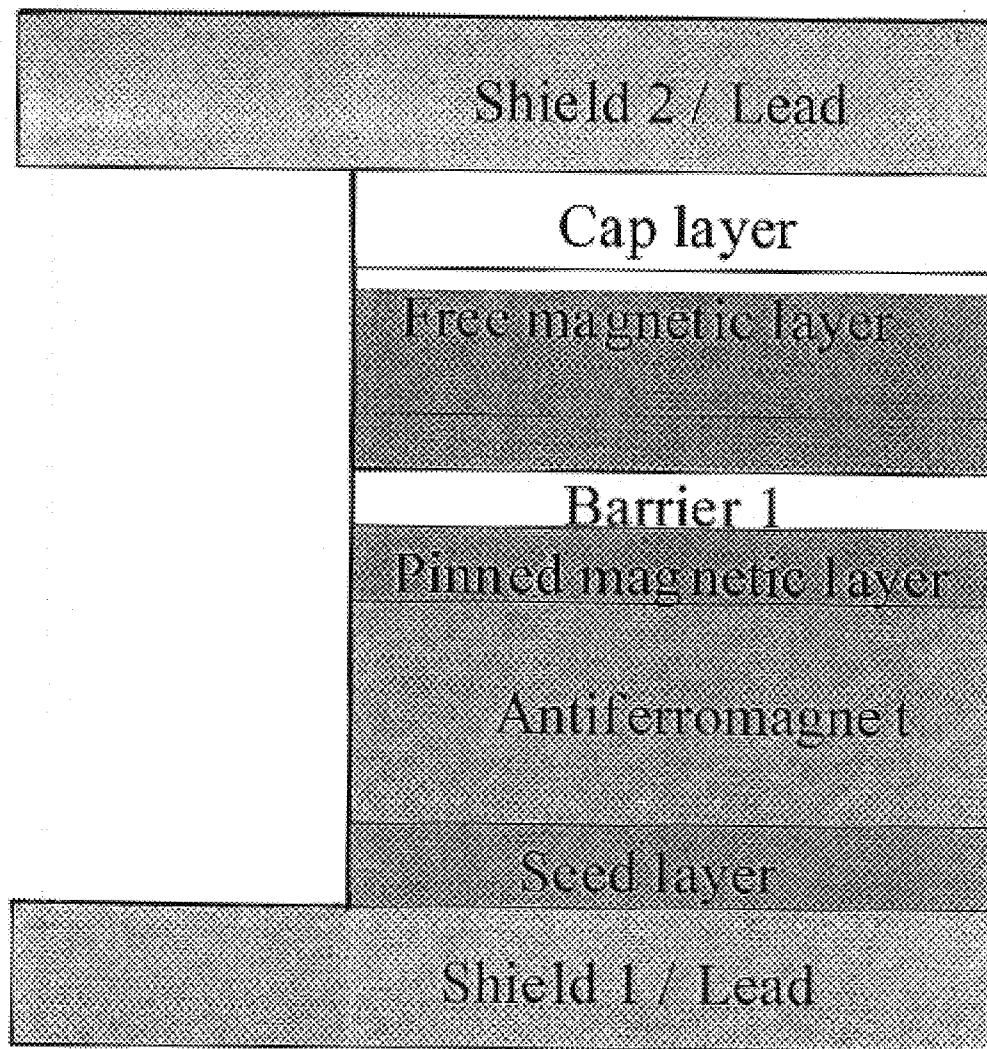 Shield 2 / Lead
Cap layer
Free magnetic layer
Barrier 1
Pinned magnetic layer
Antiferromagnet
Seed layer
Shield 1 / Lead